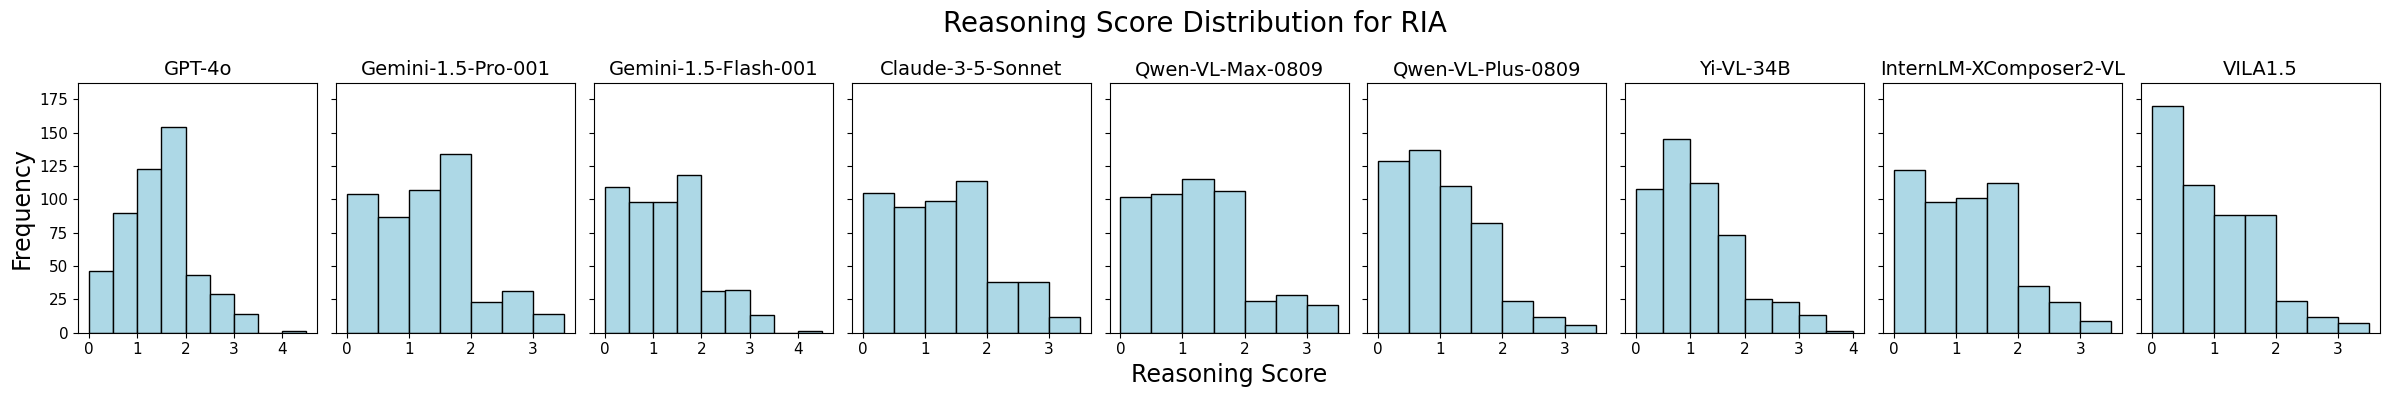 Reasoning Score Distribution for RIA
GPT-4o
Gemini-1.5-Pro-001
Gemini-1.5-Flash-001
Claude-3-5-Sonnet
Qwen-VL-Max-0809
Qwen-VL-Plus-0809
Yi-VL-34B
InternLM-XComposer2-VL
VILA1.5
Frequency
175
150
125
100
75
50
25
0
0 1 2 3 4
0 1 2 3
0 1 2 3 4
0 1 2 3
0 1 2 3
0 1 2 3
0 1 2 3 4
0 1 2 3
0 1 2 3
Reasoning Score